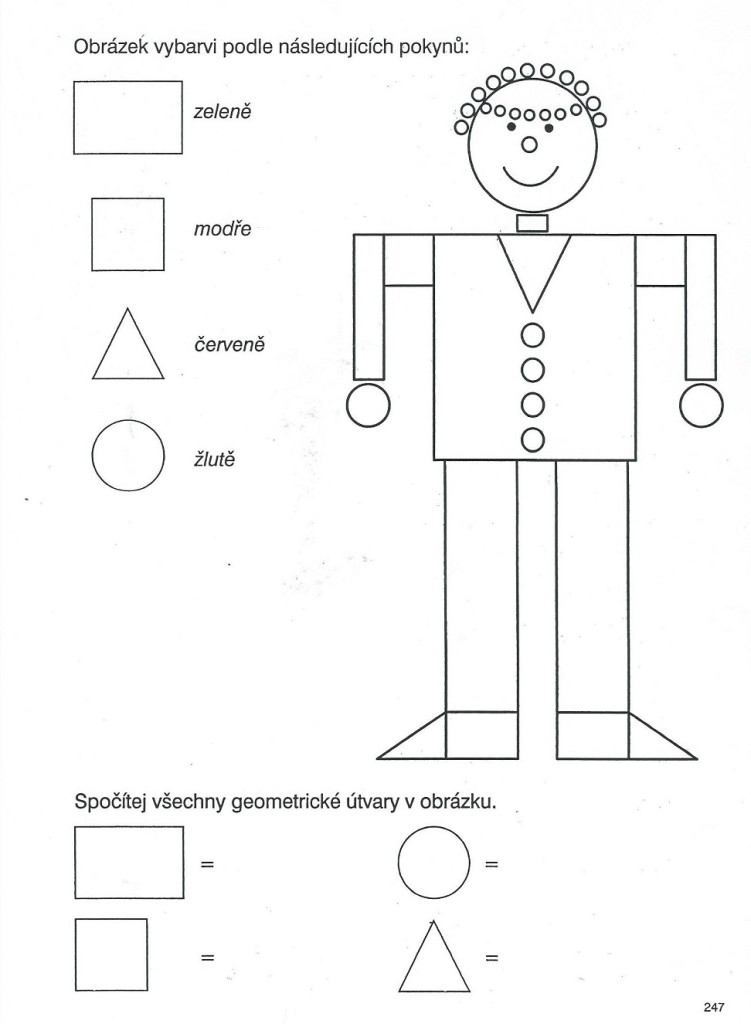 Obrázek vybarvi podle následujících pokynů:
zeleně
modře
červeně
žlutě
Spočítej všechny geometrické útvary v obrázku.
= =
= =
247